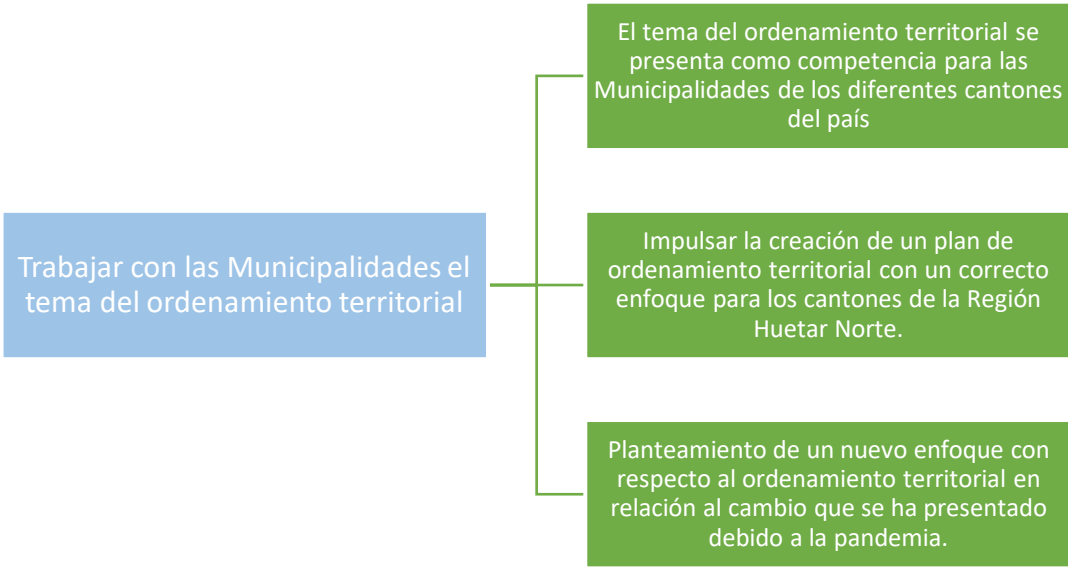 Trabajar con las Municipalidades el
tema del ordenamiento territorial
El tema del ordenamiento territorial se
presenta como competencia para las
Municipalidades de los diferentes cantones
del país
Impulsar la creación de un plan de
ordenamiento territorial con un correcto
enfoque para los cantones de la Región
Huetar Norte.
Planteamiento de un nuevo enfoque con
respecto al ordenamiento territorial en
relación al cambio que se ha presentado
debido a la pandemia.